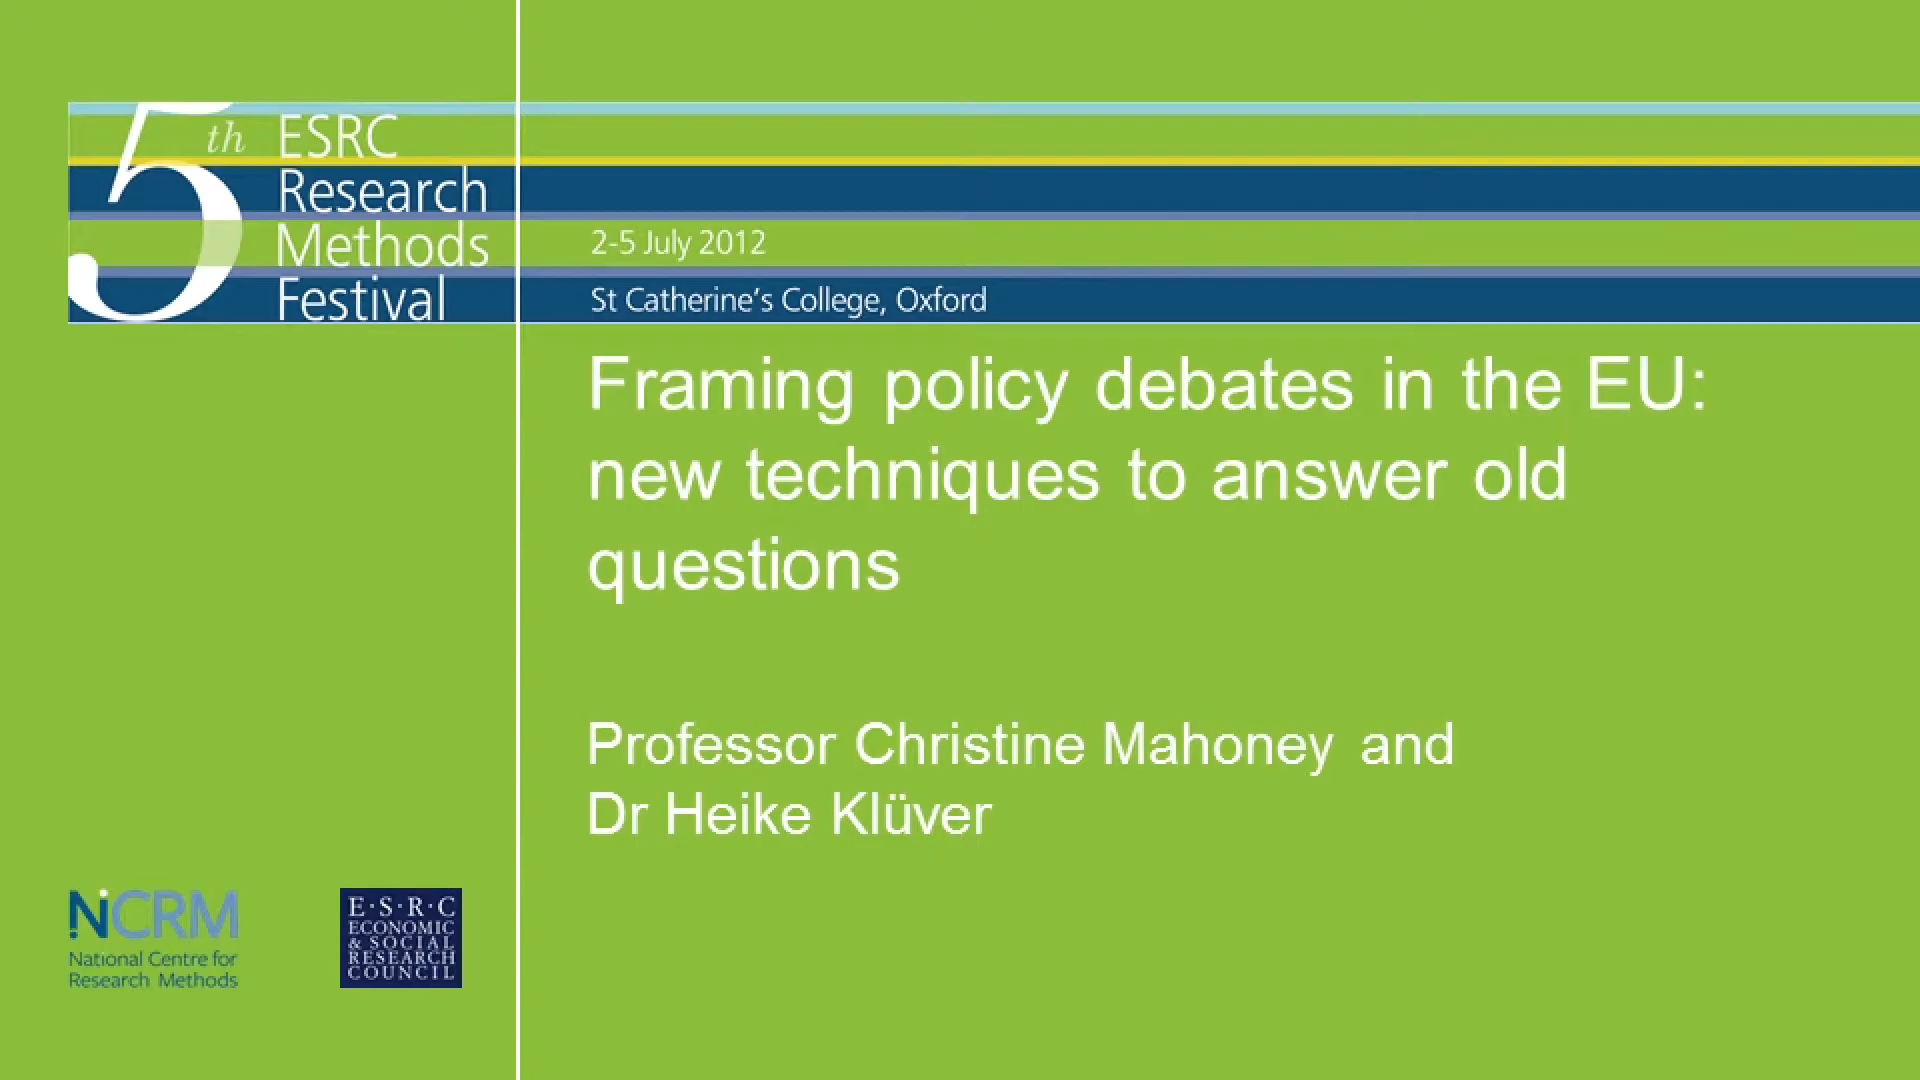 5th ESRC
Research
Methods
Festival
2-5 July 2012
St Catherine's College, Oxford
Framing policy debates in the EU:
new techniques to answer old
questions
Professor Christine Mahoney and
Dr Heike Klüver
NCRM
National Centre for
Research Methods
E·S·R·C
ECONOMIC
& SOCIAL
RESEARCH
COUNCIL